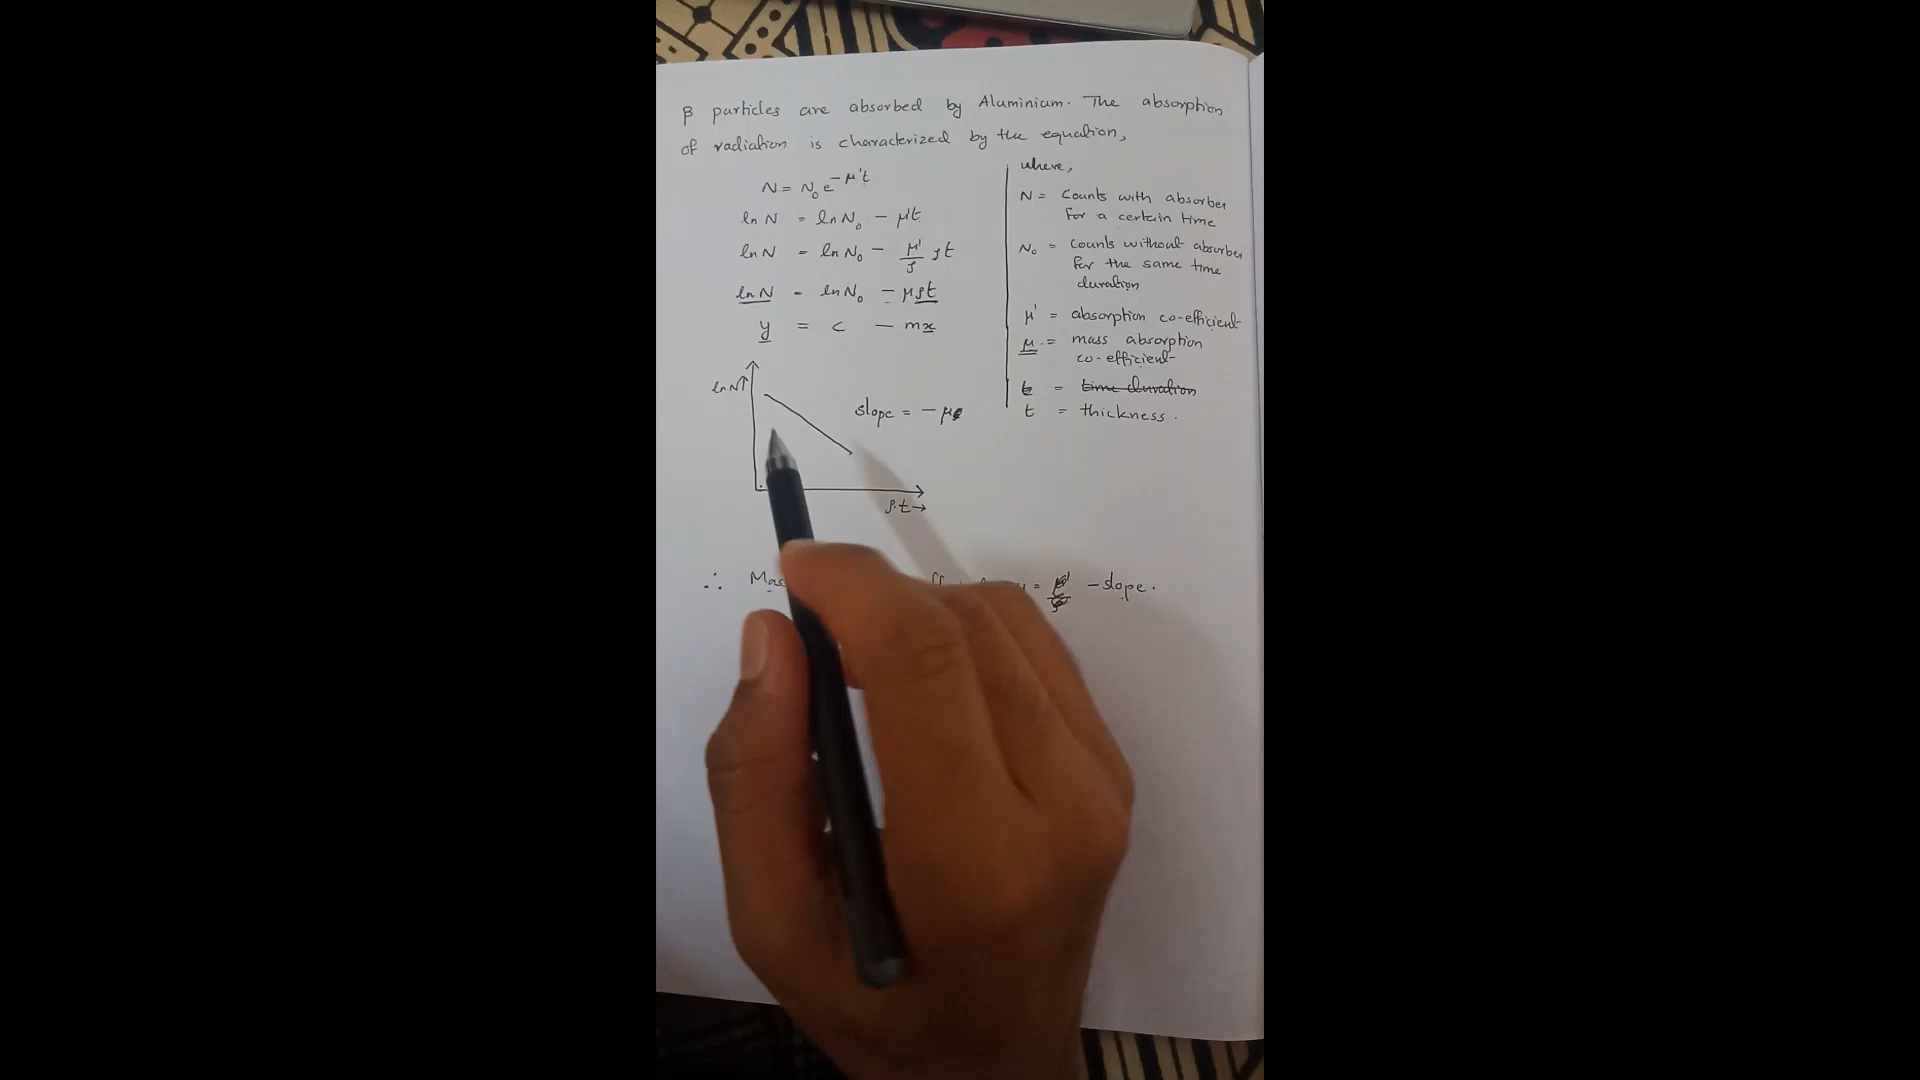 β particles are absorbed by Aluminium. The absorption
of radiation is characterized by the equation,
N = N₀ e^-μ't
ln N = ln N₀ - μ't
ln N = ln N₀ - μ'/ρ ρt
ln N = ln N₀ - μρt
y = c - mx
where,
N = counts with absorber
for a certain time
N₀ = counts without absorber
for the same time
duration
μ' = absorption co-efficient
μ = mass absorption
co-efficient
t = time duration
t = thickness.
ln N↑
slope = -μ
ρ.t→
∴ Mas = -slope.